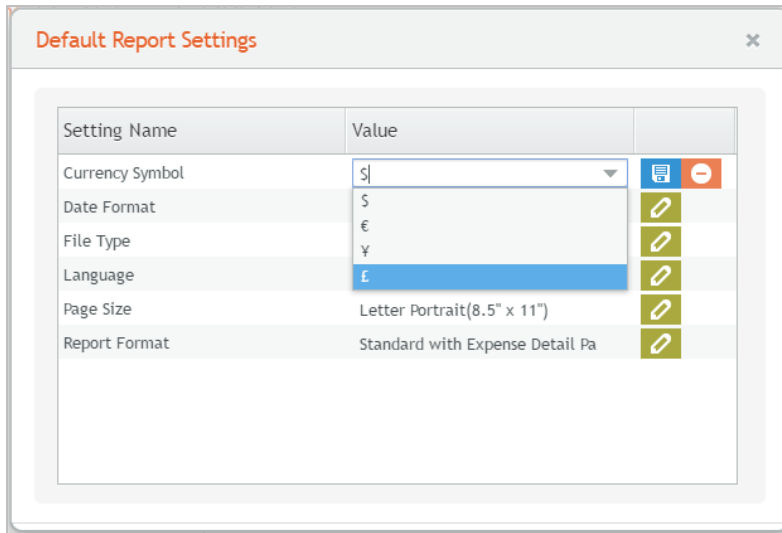 Default Report Settings
Setting Name Value
Currency Symbol $
Date Format $
€
File Type ¥
Language £
Page Size Letter Portrait(8.5" x 11")
Report Format Standard with Expense Detail Pa